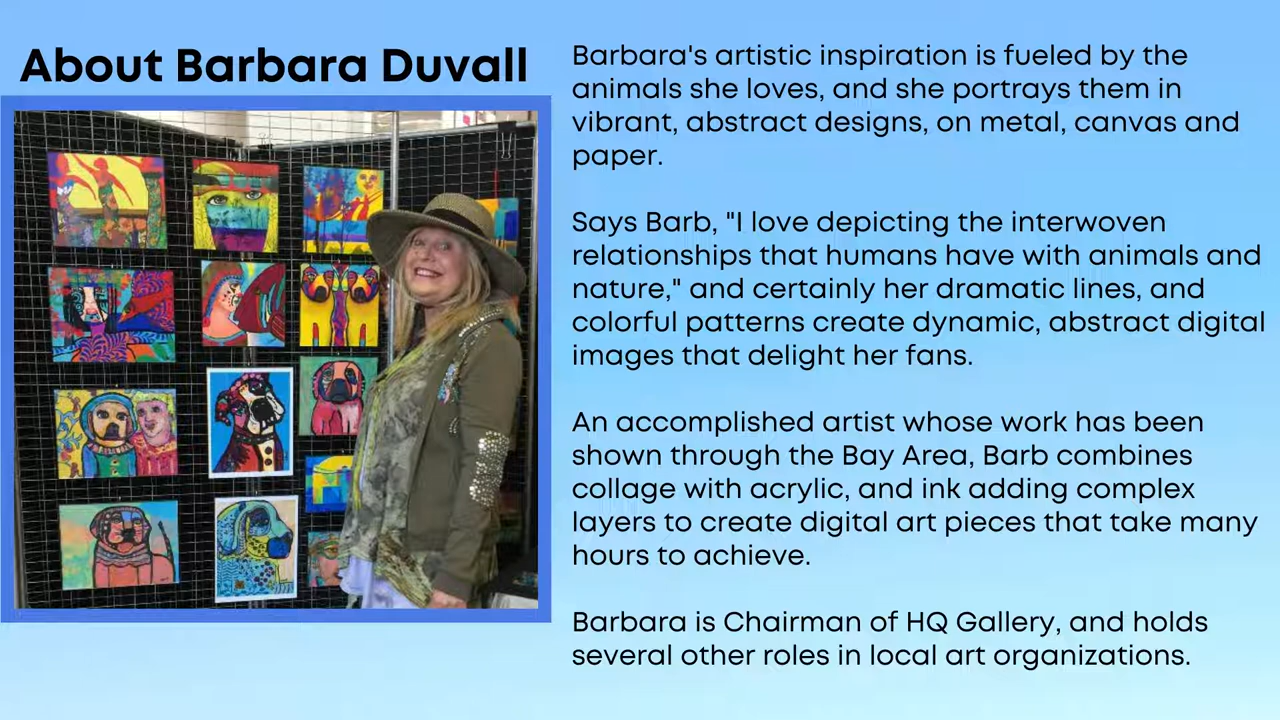 About Barbara Duvall
Barbara's artistic inspiration is fueled by the
animals she loves, and she portrays them in
vibrant, abstract designs, on metal, canvas and
paper.
Says Barb, "I love depicting the interwoven
relationships that humans have with animals and
nature," and certainly her dramatic lines, and
colorful patterns create dynamic, abstract digital
images that delight her fans.
An accomplished artist whose work has been
shown through the Bay Area, Barb combines
collage with acrylic, and ink adding complex
layers to create digital art pieces that take many
hours to achieve.
Barbara is Chairman of HQ Gallery, and holds
several other roles in local art organizations.